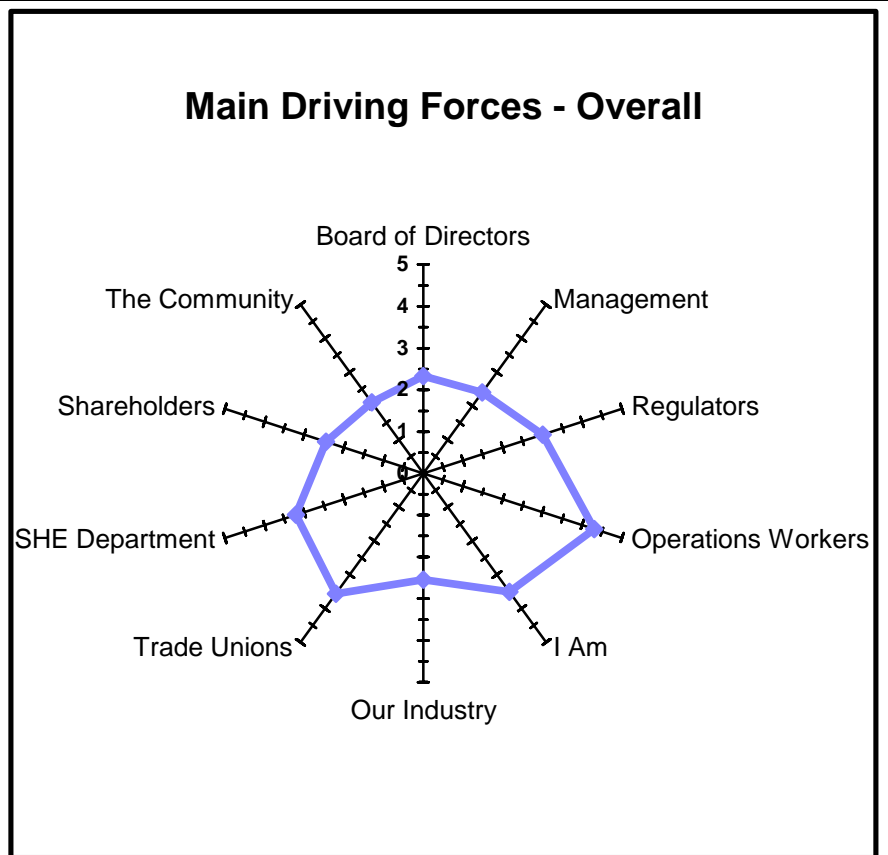 Main Driving Forces - Overall
Board of Directors
5
The Community
4
Management
3
2
Shareholders
Regulators
1
0
SHE Department
Operations Workers
Trade Unions
I Am
Our Industry